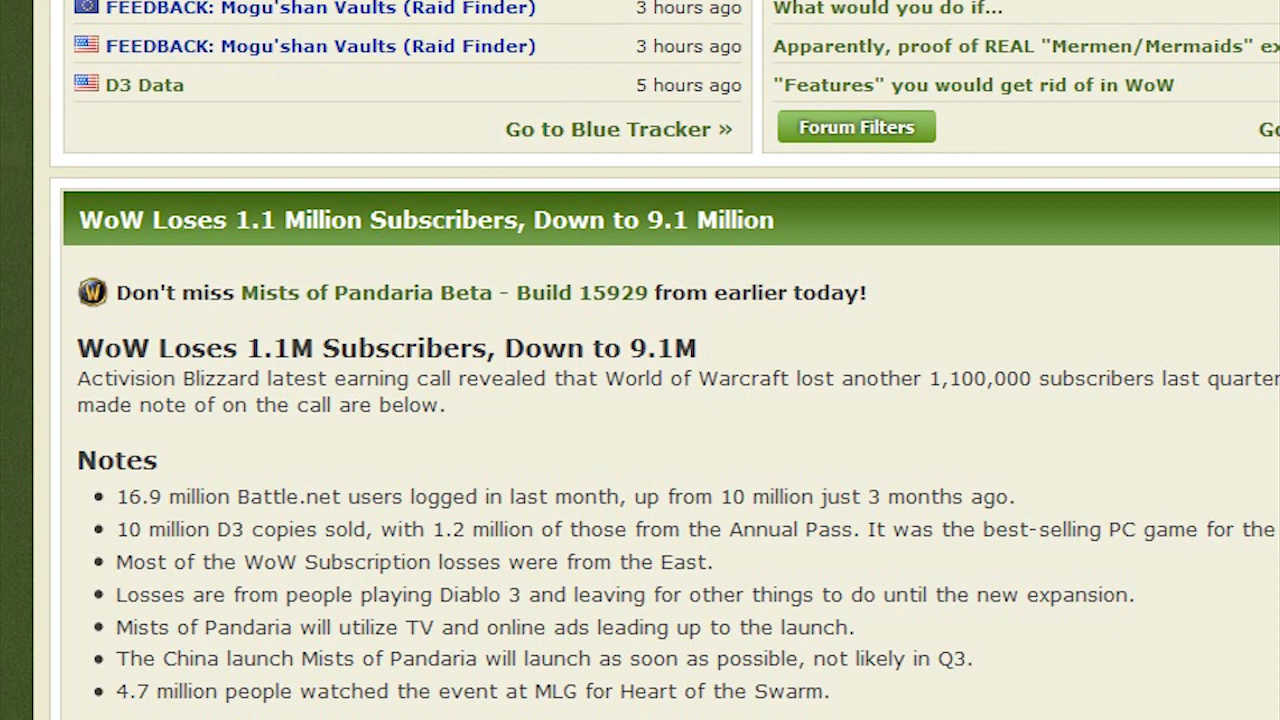 FEEDBACK: Mogu'shan Vaults (Raid Finder) 3 hours ago
FEEDBACK: Mogu'shan Vaults (Raid Finder) 3 hours ago
D3 Data 5 hours ago
Go to Blue Tracker »
What would you do if...
Apparently, proof of REAL "Mermen/Mermaids" ex
"Features" you would get rid of in WoW
Forum Filters Go
WoW Loses 1.1 Million Subscribers, Down to 9.1 Million
Don't miss Mists of Pandaria Beta - Build 15929 from earlier today!
WoW Loses 1.1M Subscribers, Down to 9.1M
Activision Blizzard latest earning call revealed that World of Warcraft lost another 1,100,000 subscribers last quarter
made note of on the call are below.
Notes
• 16.9 million Battle.net users logged in last month, up from 10 million just 3 months ago.
• 10 million D3 copies sold, with 1.2 million of those from the Annual Pass. It was the best-selling PC game for the
• Most of the WoW Subscription losses were from the East.
• Losses are from people playing Diablo 3 and leaving for other things to do until the new expansion.
• Mists of Pandaria will utilize TV and online ads leading up to the launch.
• The China launch Mists of Pandaria will launch as soon as possible, not likely in Q3.
• 4.7 million people watched the event at MLG for Heart of the Swarm.